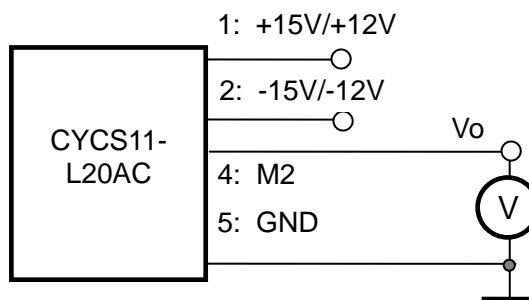 1: +15V/+12V
2: -15V/-12V
CYCS11-
L20AC
Vo
4: M2
V
5: GND